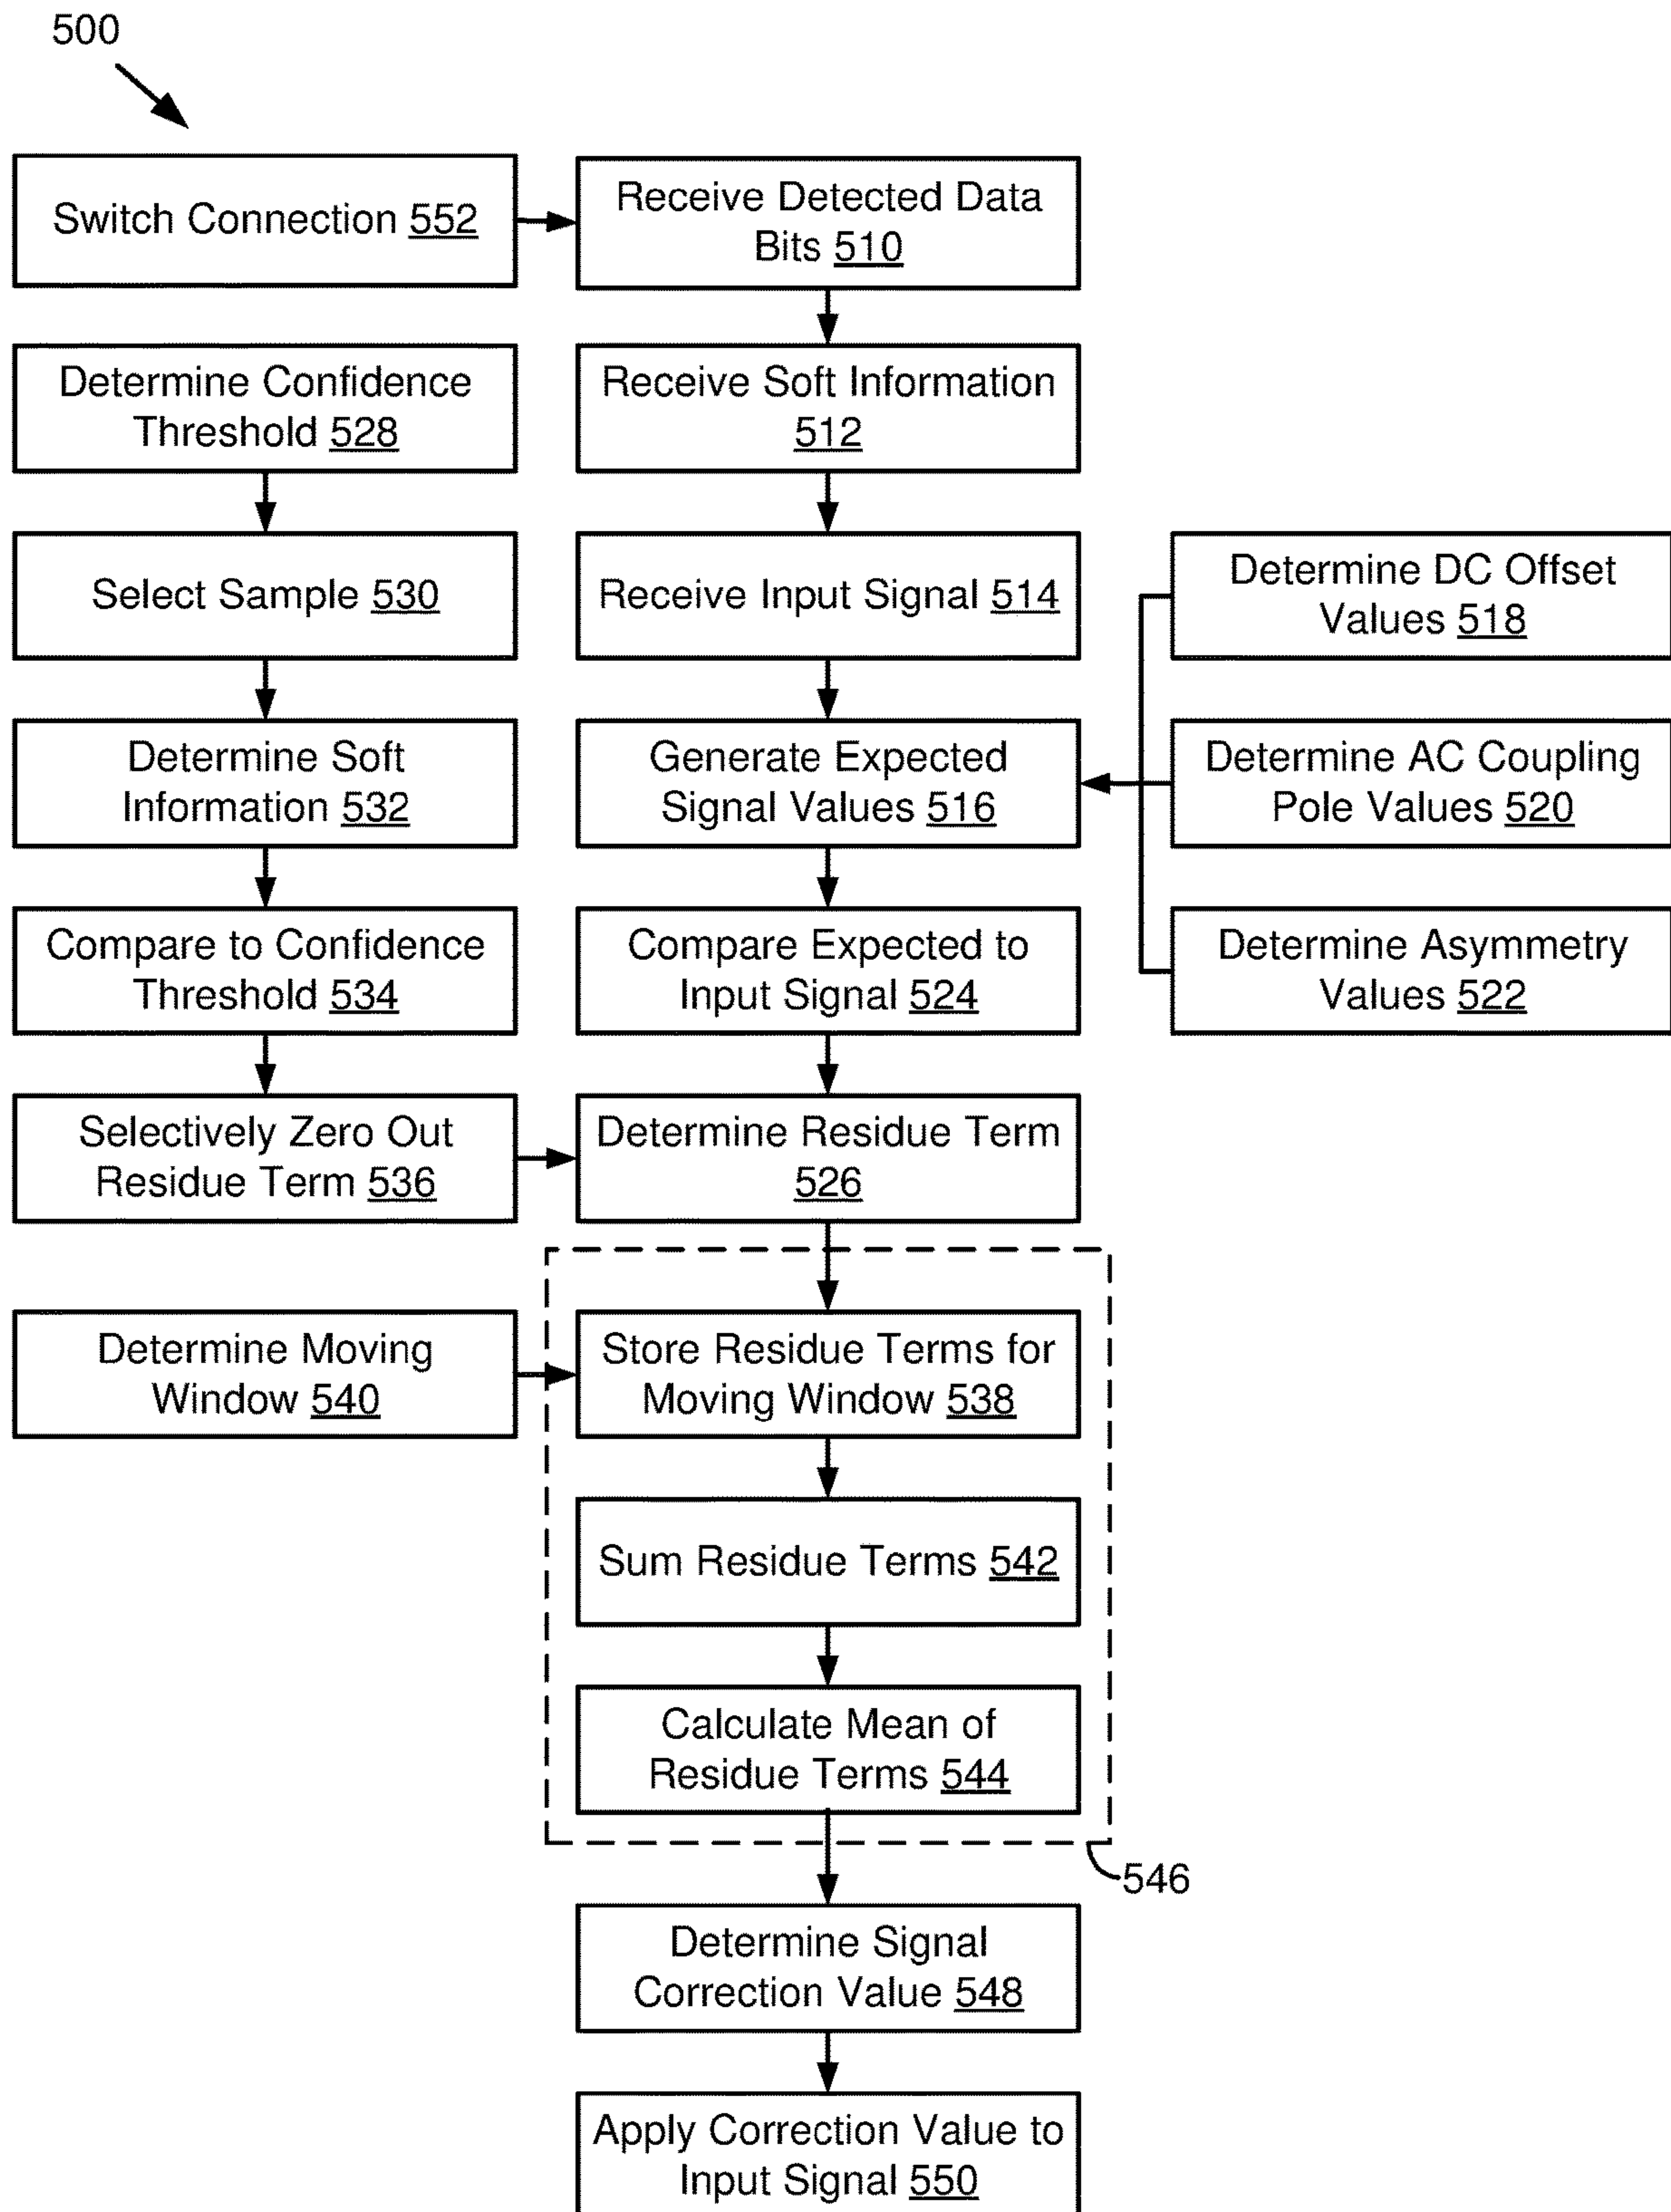 500
Switch Connection 552
Receive Detected Data
Bits 510
Determine Confidence
Threshold 528
Receive Soft Information
512
Select Sample 530
Receive Input Signal 514
Determine DC Offset
Values 518
Determine Soft
Information 532
Generate Expected
Signal Values 516
Determine AC Coupling
Pole Values 520
Compare to Confidence
Threshold 534
Compare Expected to
Input Signal 524
Determine Asymmetry
Values 522
Selectively Zero Out
Residue Term 536
Determine Residue Term
526
Determine Moving
Window 540
Store Residue Terms for
Moving Window 538
Sum Residue Terms 542
Calculate Mean of
Residue Terms 544
546
Determine Signal
Correction Value 548
Apply Correction Value to
Input Signal 550